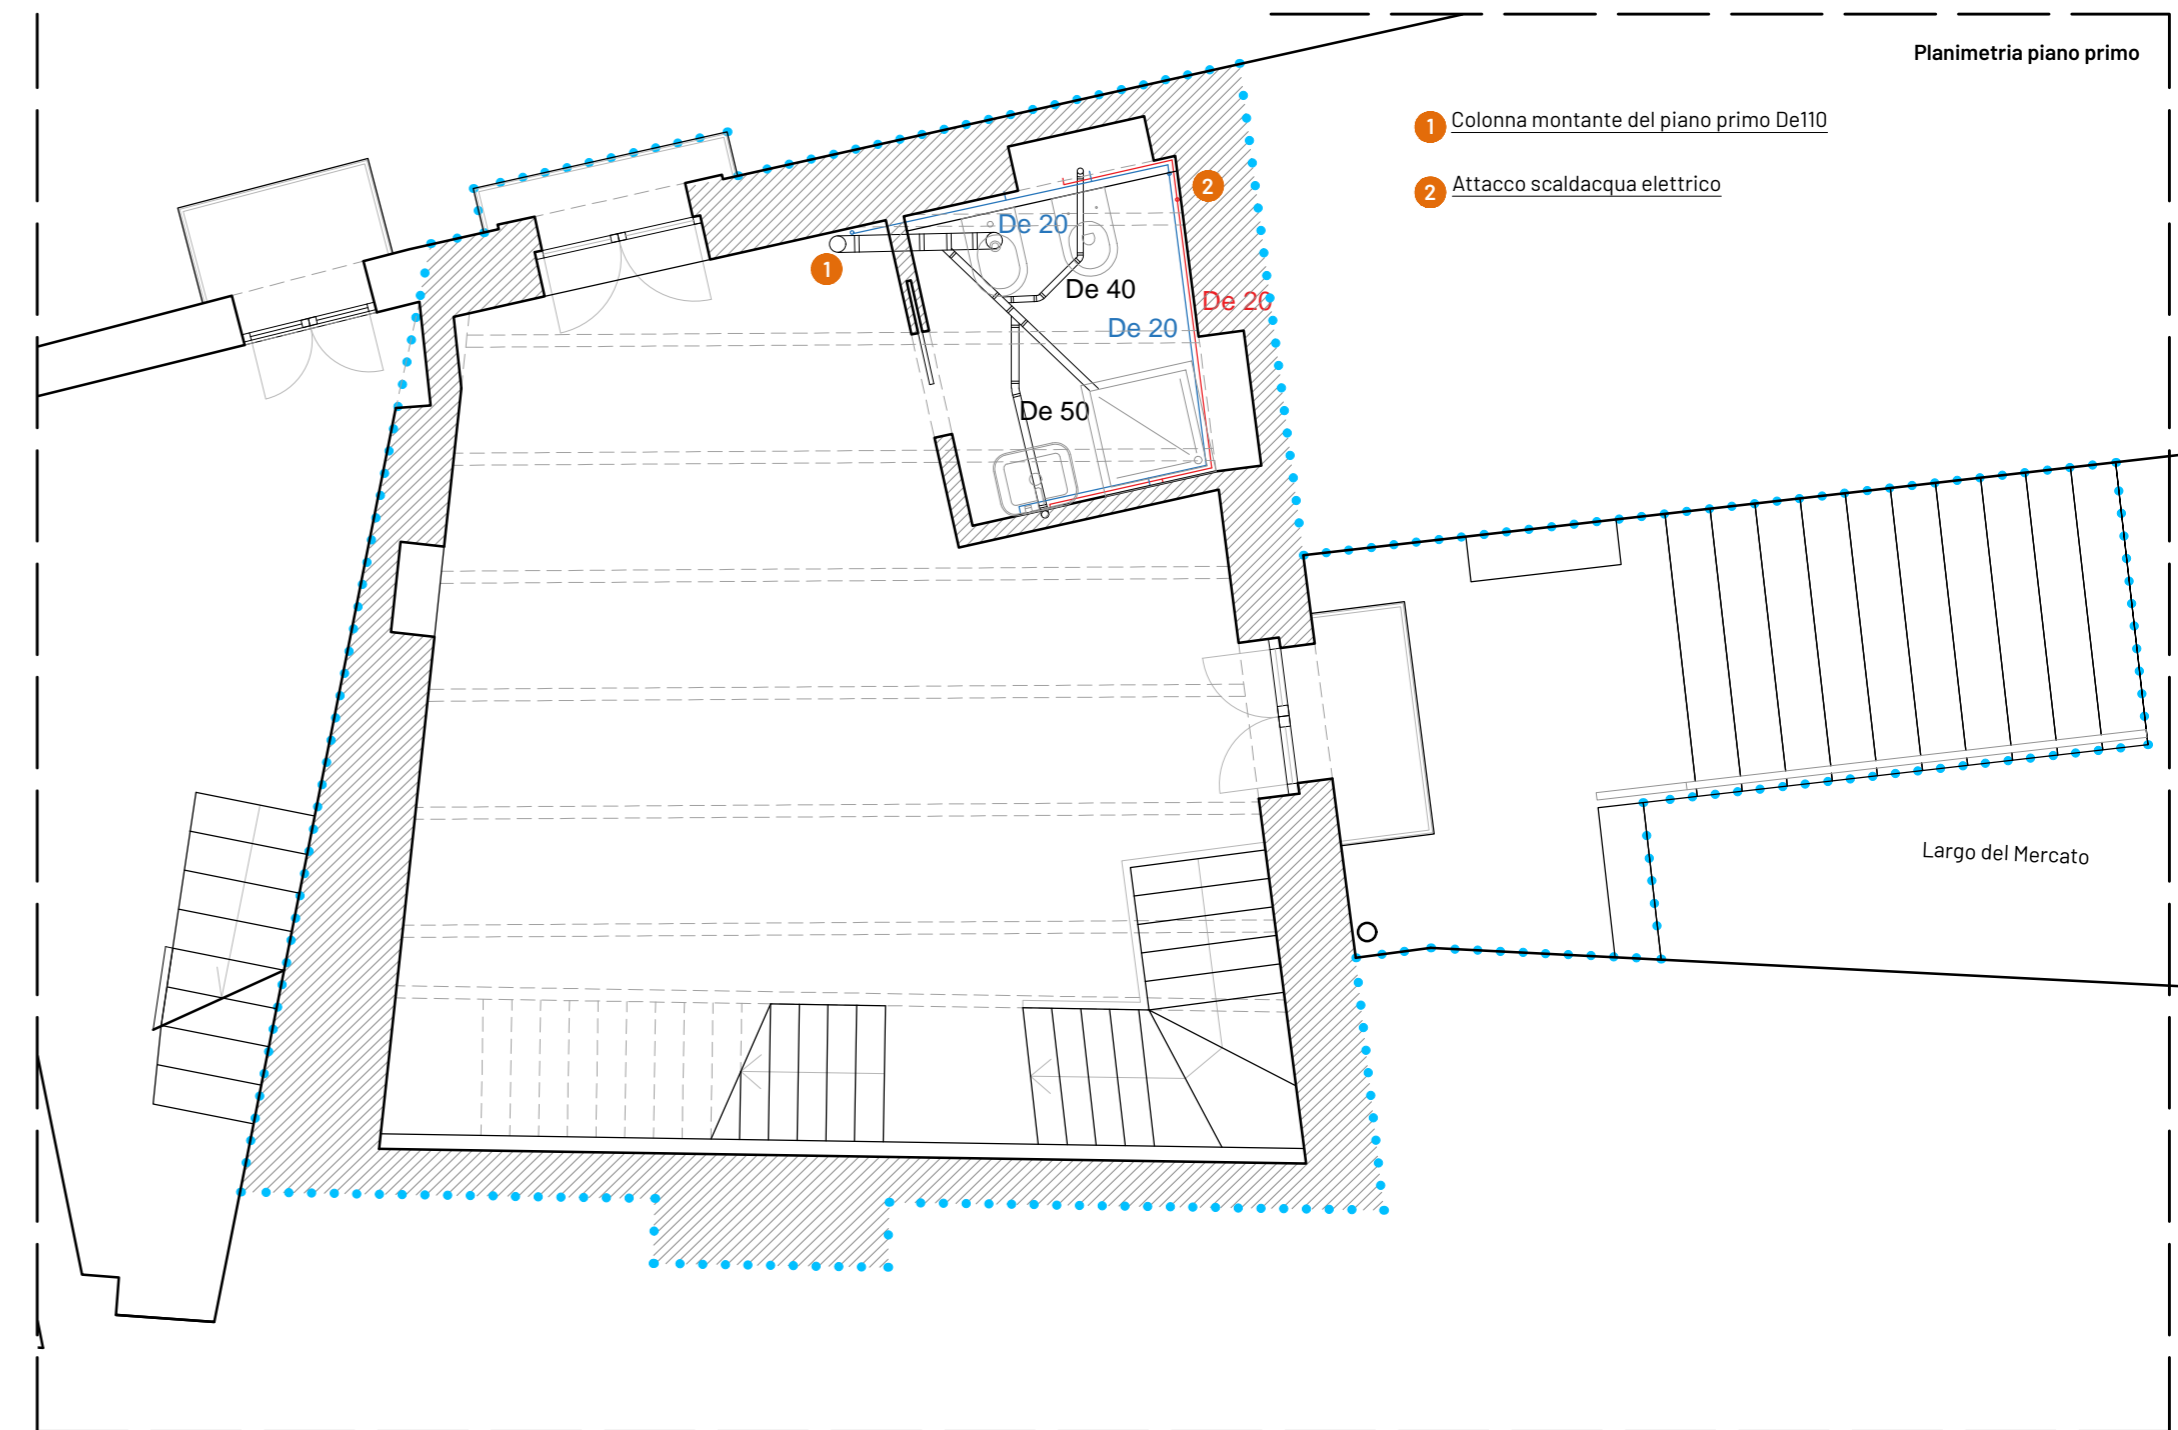 Planimetria piano primo
1 Colonna montante del piano primo De110
2 Attacco scaldacqua elettrico
2
De 20
1
De 40
De 20
De 20
De 50
Largo del Mercato